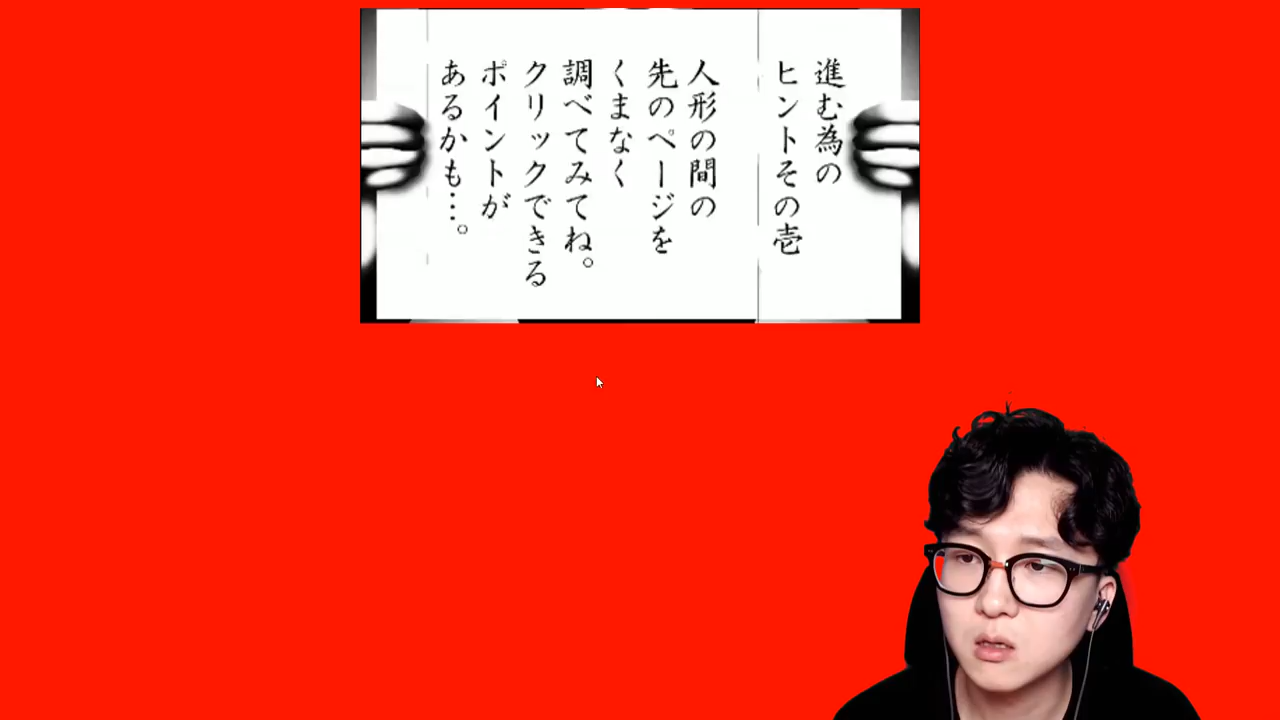 進む為の
ヒントその壱
人形の間の
先のページを
くまなく
調べてみてね。
クリックできる
ポイントが
あるかも…。